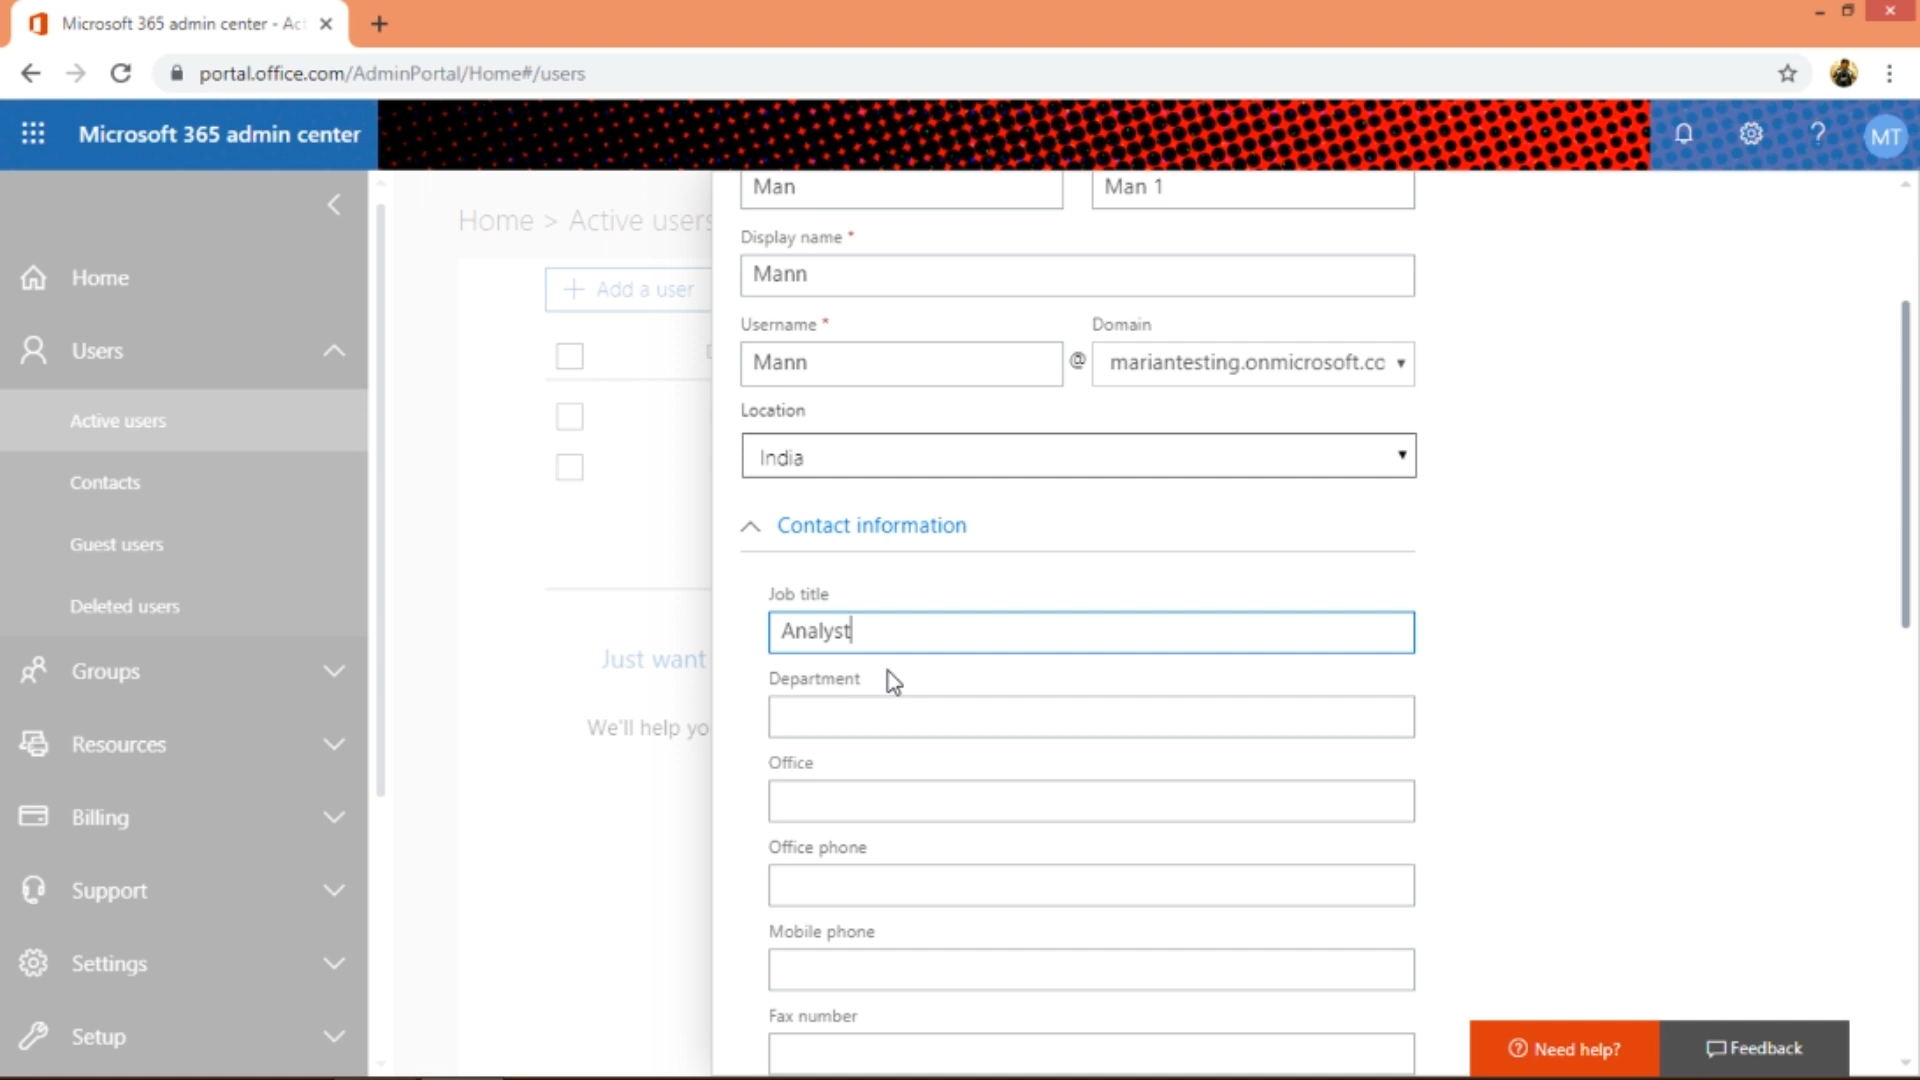 Microsoft 365 admin center - Act
portal.office.com/AdminPortal/Home#/users
Microsoft 365 admin center
MT
Home
Users
Active users
Contacts
Guest users
Deleted users
Groups
Resources
Billing
Support
Settings
Setup
Home > Active users
Add a user
Just want
We'll help yo
Man
Man 1
Display name *
Mann
Username *
Domain
Mann
@
mariantesting.onmicrosoft.co
Location
India
Contact information
Job title
Analyst
Department
Office
Office phone
Mobile phone
Fax number
Need help?
Feedback